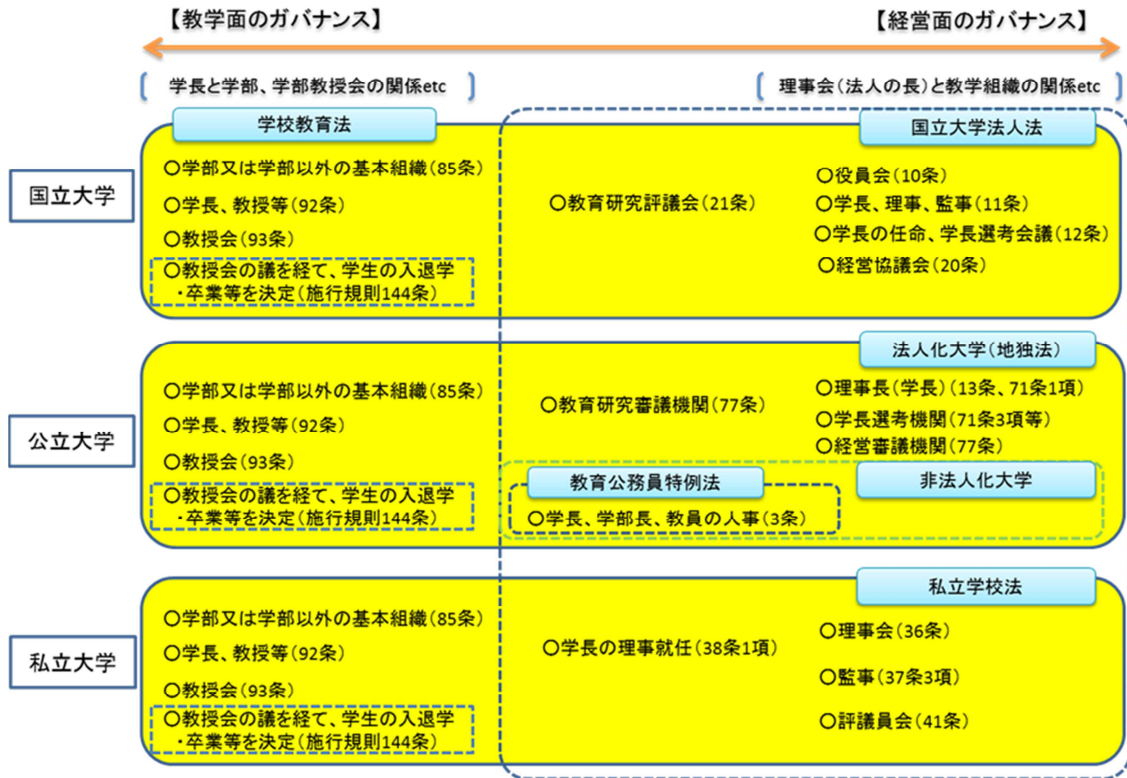 【教学面のガバナンス】
【経営面のガバナンス】
学長と学部、学部教授会の関係etc
理事会(法人の長)と教学組織の関係etc
国立大学
学校教育法
○学部又は学部以外の基本組織(85条)
○学長、教授等(92条)
○教授会(93条)
○教授会の議を経て、学生の入退学
・卒業等を決定(施行規則144条)
○教育研究評議会(21条)
国立大学法人法
○役員会(10条)
○学長、理事、監事(11条)
○学長の任命、学長選考会議(12条)
○経営協議会(20条)
公立大学
○学部又は学部以外の基本組織(85条)
○学長、教授等(92条)
○教授会(93条)
○教授会の議を経て、学生の入退学
・卒業等を決定(施行規則144条)
○教育研究審議機関(77条)
法人化大学(地独法)
○理事長(学長)(13条、71条1項)
○学長選考機関(71条3項等)
○経営審議機関(77条)
教育公務員特例法
○学長、学部長、教員の人事(3条)
非法人化大学
私立大学
○学部又は学部以外の基本組織(85条)
○学長、教授等(92条)
○教授会(93条)
○教授会の議を経て、学生の入退学
・卒業等を決定(施行規則144条)
○学長の理事就任(38条1項)
私立学校法
○理事会(36条)
○監事(37条3項)
○評議員会(41条)